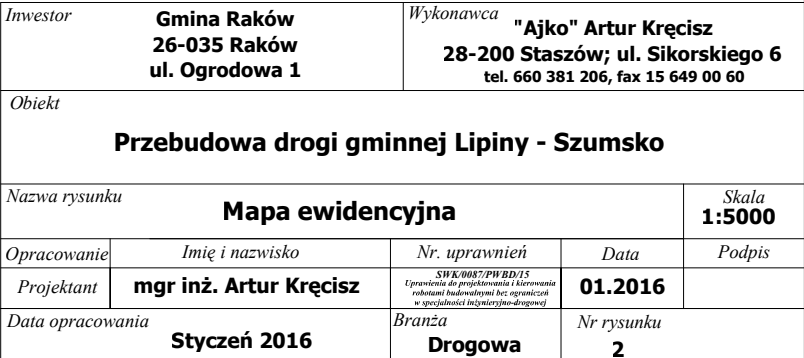 Inwestor
Gmina Raków
26-035 Raków
ul. Ogrodowa 1
Wykonawca
"Ajko" Artur Kręcisz
28-200 Staszów; ul. Sikorskiego 6
tel. 660 381 206, fax 15 649 00 60
Obiekt
Przebudowa drogi gminnej Lipiny - Szumsko
Nazwa rysunku
Mapa ewidencyjna
Skala
1:5000
Opracowanie Imię i nazwisko Nr. uprawnień Data Podpis
Projektant mgr inż. Artur Kręcisz
SWK/0087/PWBD/15
Uprawnienia do projektowania i kierowania
robotami budowalnymi bez ograniczeń
w specjalności inżynieryjno-drogowej
01.2016
Data opracowania
Styczeń 2016
Branża
Drogowa
Nr rysunku
2